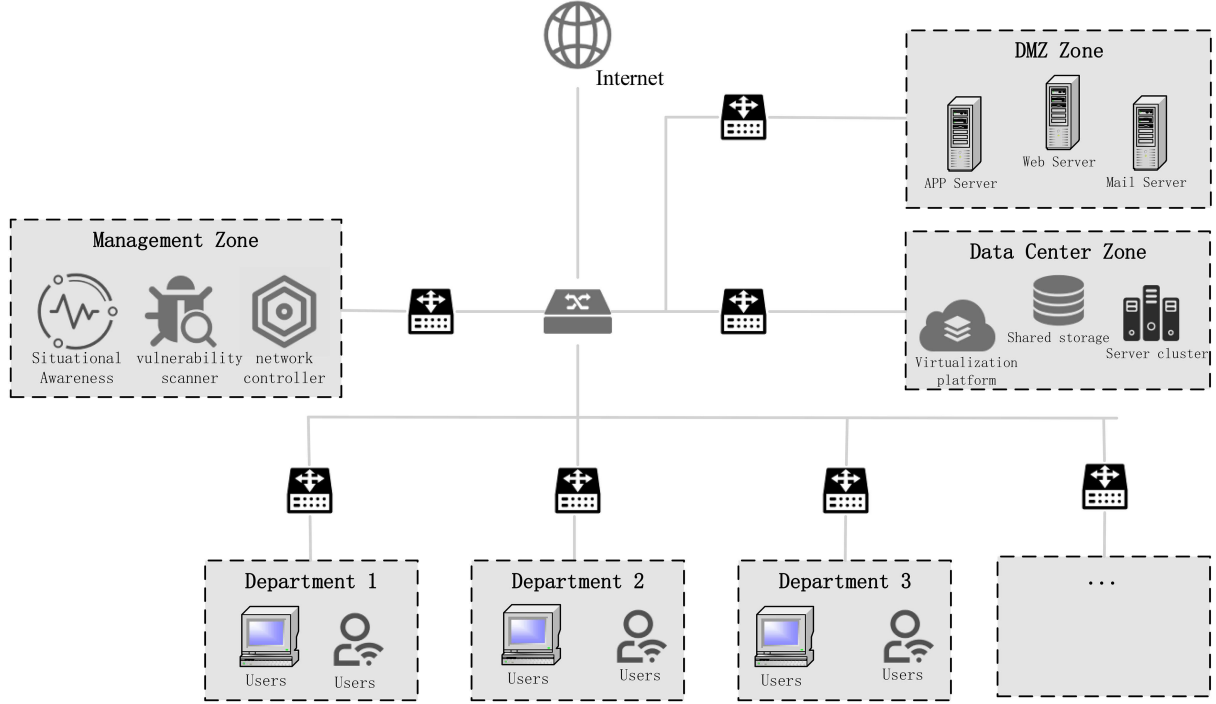 Internet
DMZ Zone
APP Server
Web Server
Mail Server
Management Zone
Situational
Awareness
vulnerability
scanner
network
controller
Data Center Zone
Virtualization
platform
Shared storage
Server cluster
Department 1
Users
Users
Department 2
Users
Users
Department 3
Users
Users
...